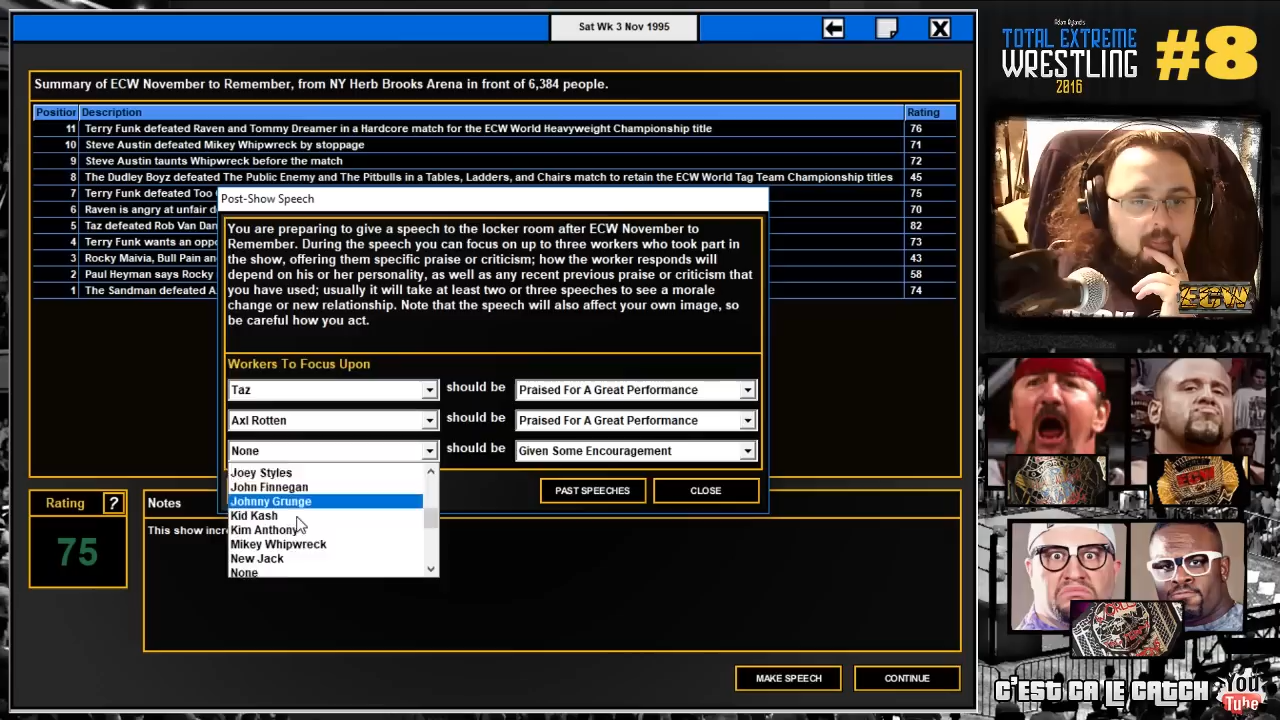 Sat Wk 3 Nov 1995
Adam Ryland's
TOTAL EXTREME
WRESTLING
2016
#8
Summary of ECW November to Remember, from NY Herb Brooks Arena in front of 6,384 people.
Position Description Rating
11 Terry Funk defeated Raven and Tommy Dreamer in a Hardcore match for the ECW World Heavyweight Championship title 76
10 Steve Austin defeated Mikey Whipwreck by stoppage 71
9 Steve Austin taunts Whipwreck before the match 72
8 The Dudley Boyz defeated The Public Enemy and The Pitbulls in a Tables, Ladders, and Chairs match to retain the ECW World Tag Team Championship titles 45
7 Terry Funk defeated Too 75
6 Raven is angry at unfair d 70
5 Taz defeated Rob Van Dan 82
4 Terry Funk wants an oppo 73
3 Rocky Maivia, Bull Pain an 43
2 Paul Heyman says Rocky 58
1 The Sandman defeated A 74
Post-Show Speech
You are preparing to give a speech to the locker room after ECW November to
Remember. During the speech you can focus on up to three workers who took part in
the show, offering them specific praise or criticism; how the worker responds will
depend on his or her personality, as well as any recent previous praise or criticism that
you have used; usually it will take at least two or three speeches to see a morale
change or new relationship. Note that the speech will also affect your own image, so
be careful how you act.
Workers To Focus Upon
Taz should be Praised For A Great Performance
Axl Rotten should be Praised For A Great Performance
None should be Given Some Encouragement
Joey Styles
John Finnegan
Johnny Grunge
Kid Kash
Kim Anthony
Mikey Whipwreck
New Jack
None
PAST SPEECHES CLOSE
Rating ? Notes
75
This show incre
MAKE SPEECH CONTINUE
ECW
C'EST CA LE CATCH
You
Tube